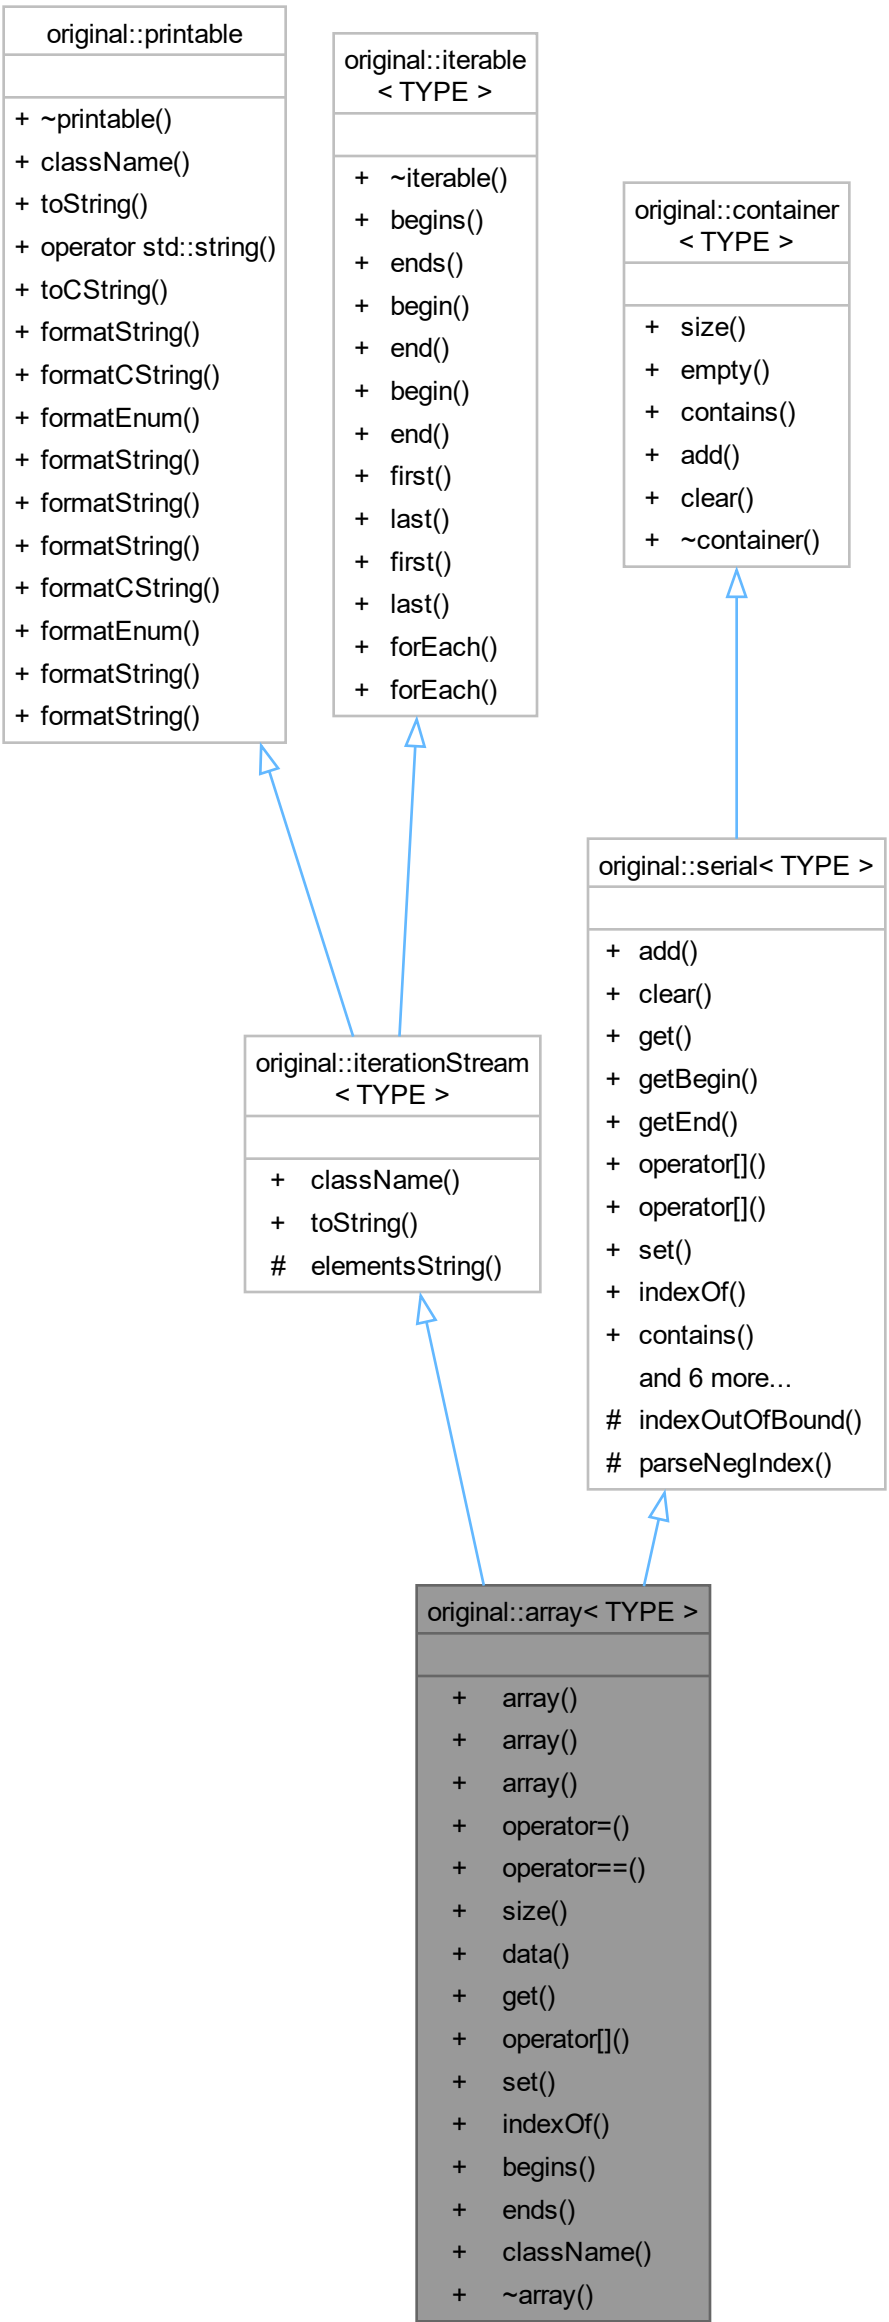 original::printable
+ ~printable()
+ className()
+ toString()
+ operator std::string()
+ toCString()
+ formatString()
+ formatCString()
+ formatEnum()
+ formatString()
+ formatString()
+ formatString()
+ formatCString()
+ formatEnum()
+ formatString()
+ formatString()
original::iterable
< TYPE >
+ ~iterable()
+ begins()
+ ends()
+ begin()
+ end()
+ begin()
+ end()
+ first()
+ last()
+ first()
+ last()
+ forEach()
+ forEach()
original::container
< TYPE >
+ size()
+ empty()
+ contains()
+ add()
+ clear()
+ ~container()
original::iterationStream
< TYPE >
+ className()
+ toString()
# elementsString()
original::serial< TYPE >
+ add()
+ clear()
+ get()
+ getBegin()
+ getEnd()
+ operator[]()
+ operator[]()
+ set()
+ indexOf()
+ contains()
and 6 more...
# indexOutOfBound()
# parseNegIndex()
original::array< TYPE >
+ array()
+ array()
+ array()
+ operator=()
+ operator==()
+ size()
+ data()
+ get()
+ operator[]()
+ set()
+ indexOf()
+ begins()
+ ends()
+ className()
+ ~array()